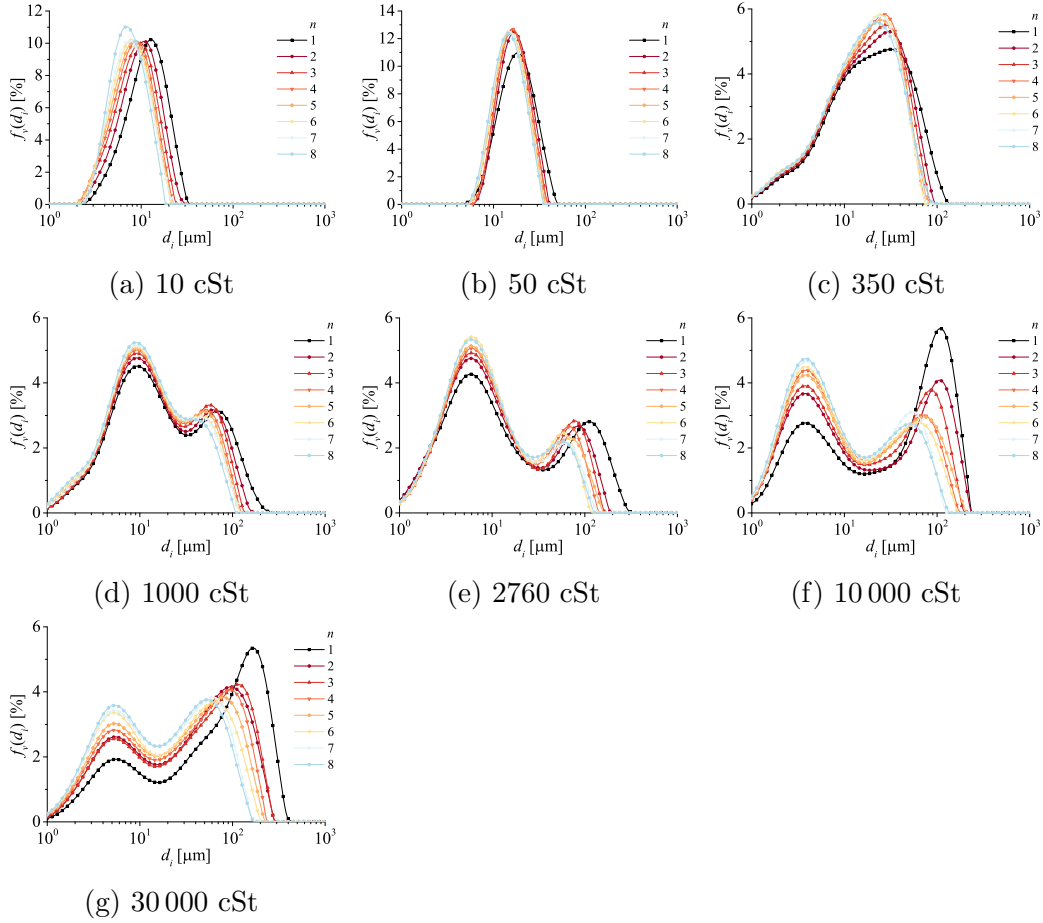 n
1
2
3
4
5
6
7
8
f_v(d_i) [%]
0 2 4 6 8 10 12
10^0 10^1 10^2 10^3
d_i [μm]
(a) 10 cSt
n
1
2
3
4
5
6
7
8
f_v(d_i) [%]
0 2 4 6 8 10 12 14
10^0 10^1 10^2 10^3
d_i [μm]
(b) 50 cSt
n
1
2
3
4
5
6
7
8
f_v(d_i) [%]
0 2 4 6
10^0 10^1 10^2 10^3
d_i [μm]
(c) 350 cSt
n
1
2
3
4
5
6
7
8
f_v(d_i) [%]
0 2 4 6
10^0 10^1 10^2 10^3
d_i [μm]
(d) 1000 cSt
n
1
2
3
4
5
6
7
8
f_v(d_i) [%]
0 2 4 6
10^0 10^1 10^2 10^3
d_i [μm]
(e) 2760 cSt
n
1
2
3
4
5
6
7
8
f_v(d_i) [%]
0 2 4 6
10^0 10^1 10^2 10^3
d_i [μm]
(f) 10 000 cSt
n
1
2
3
4
5
6
7
8
f_v(d_i) [%]
0 2 4 6
10^0 10^1 10^2 10^3
d_i [μm]
(g) 30 000 cSt